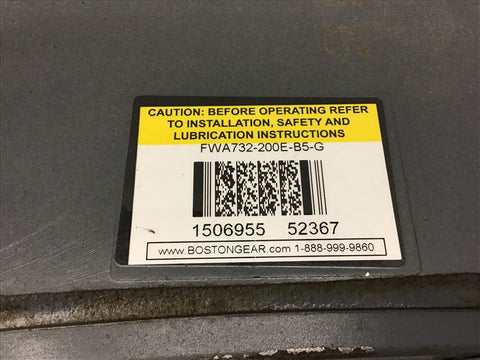 CAUTION: BEFORE OPERATING REFER
TO INSTALLATION, SAFETY AND
LUBRICATION INSTRUCTIONS
FWA732-200E-B5-G
1506955 52367
www.BOSTONGEAR.com 1-888-999-9860